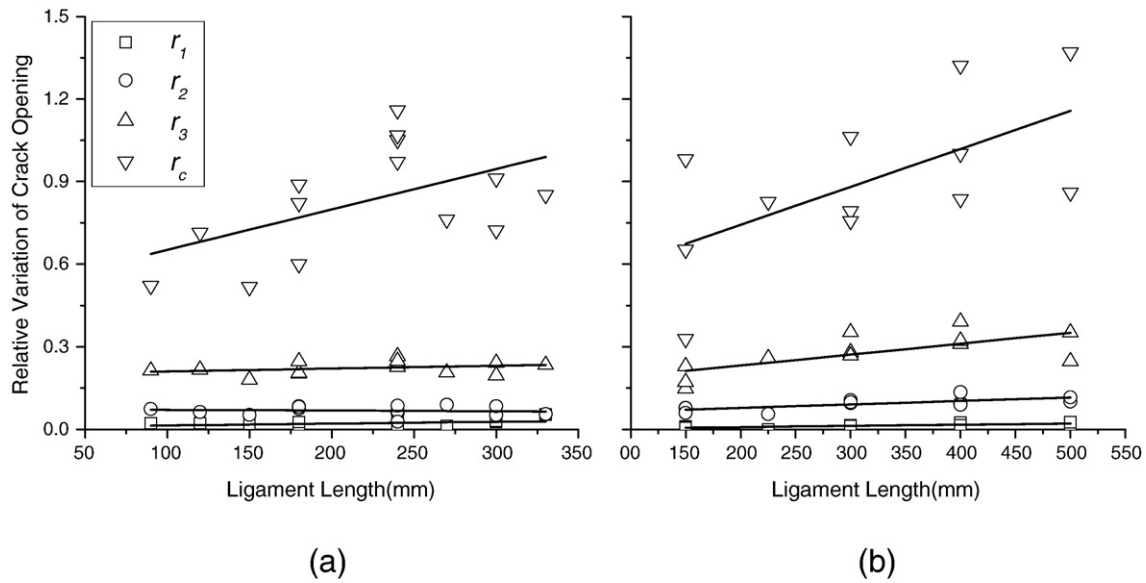 1.5
1.2
0.9
0.6
0.3
0.0
Relative Variation of Crack Opening
r1
r2
r3
rc
50 100 150 200 250 300 350
Ligament Length(mm)
(a)
00 150 200 250 300 350 400 450 500 550
Ligament Length(mm)
(b)